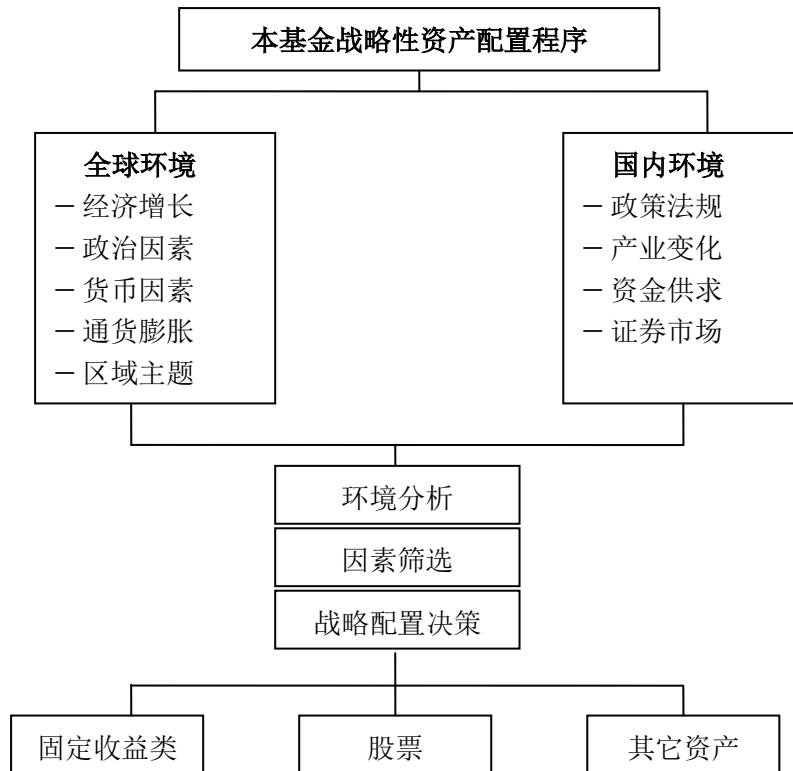 本基金战略性资产配置程序
全球环境
－经济增长
－政治因素
－货币因素
－通货膨胀
－区域主题
国内环境
－政策法规
－产业变化
－资金供求
－证券市场
环境分析
因素筛选
战略配置决策
固定收益类
股票
其它资产